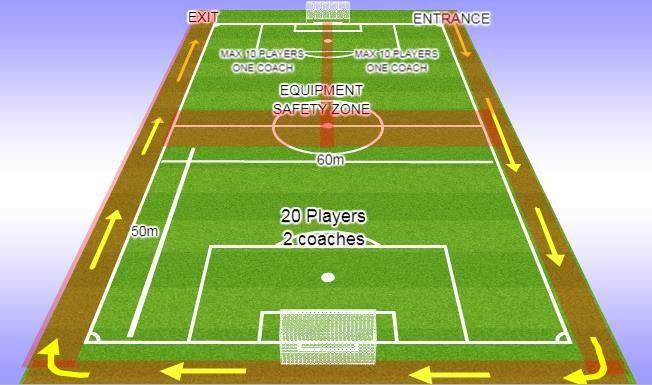 EXIT
ENTRANCE
MAX 10 PLAYERS
ONE COACH
MAX 10 PLAYERS
ONE COACH
EQUIPMENT
SAFETY ZONE
60m
20 Players
2 coaches
50m